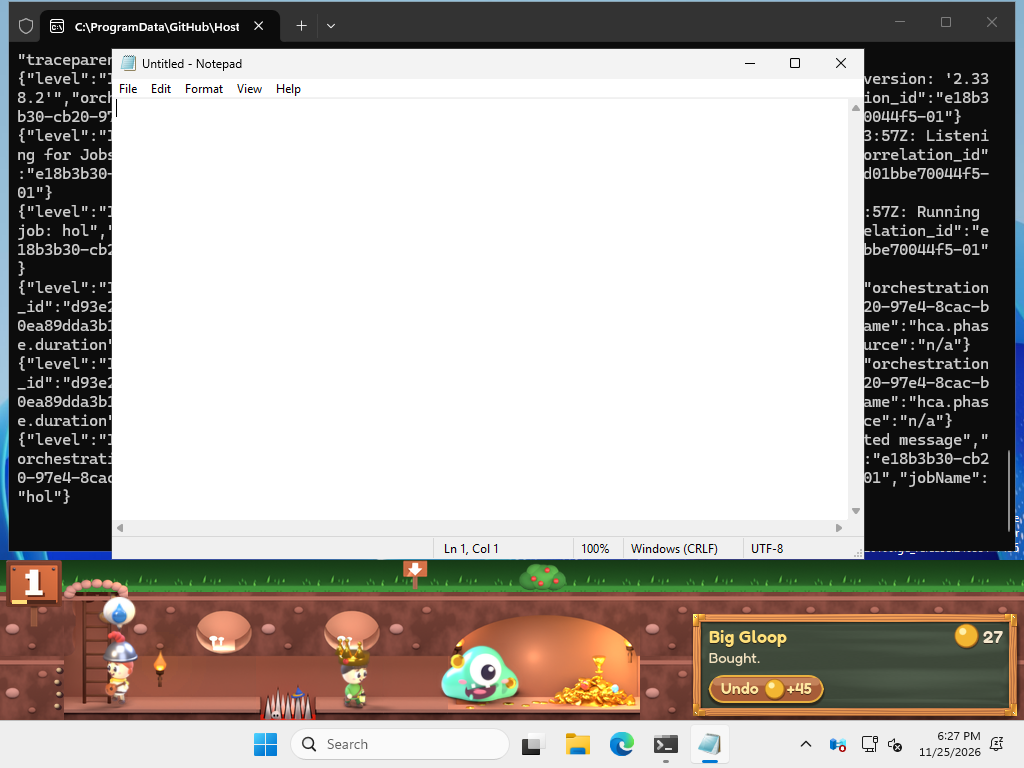 C:\ProgramData\GitHub\Host
"traceparen
Untitled - Notepad
File Edit Format View Help
{"level":"I
version: '2.33
8.2'","orch
ion_id":"e18b3
b30-cb20-97
0044f5-01"}
{"level":"I
3:57Z: Listeni
ng for Jobs
orrelation_id"
:"e18b3b30-
d01bbe70044f5-
01"}
{"level":"I
:57Z: Running
job: hol","
elation_id":"e
18b3b30-cb2
bbe70044f5-01"
}
{"level":"I
"orchestration
_id":"d93e2
20-97e4-8cac-b
0ea89dda3b1
ame":"hca.phas
e.duration"
urce":"n/a"}
{"level":"I
"orchestration
_id":"d93e2
20-97e4-8cac-b
0ea89dda3b1
ame":"hca.phas
e.duration"
ce":"n/a"}
{"level":"I
ted message","
orchestrati
:"e18b3b30-cb2
0-97e4-8cac
01","jobName":
"hol"}
Ln 1, Col 1 100% Windows (CRLF) UTF-8
1
Big Gloop 27
Bought.
Undo +45
Search
6:27 PM
11/25/2026